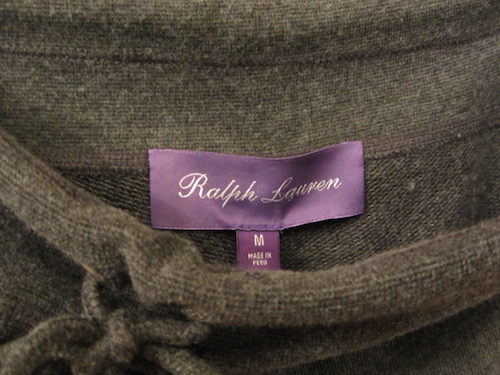 Ralph Lauren
M
MADE IN
PERU